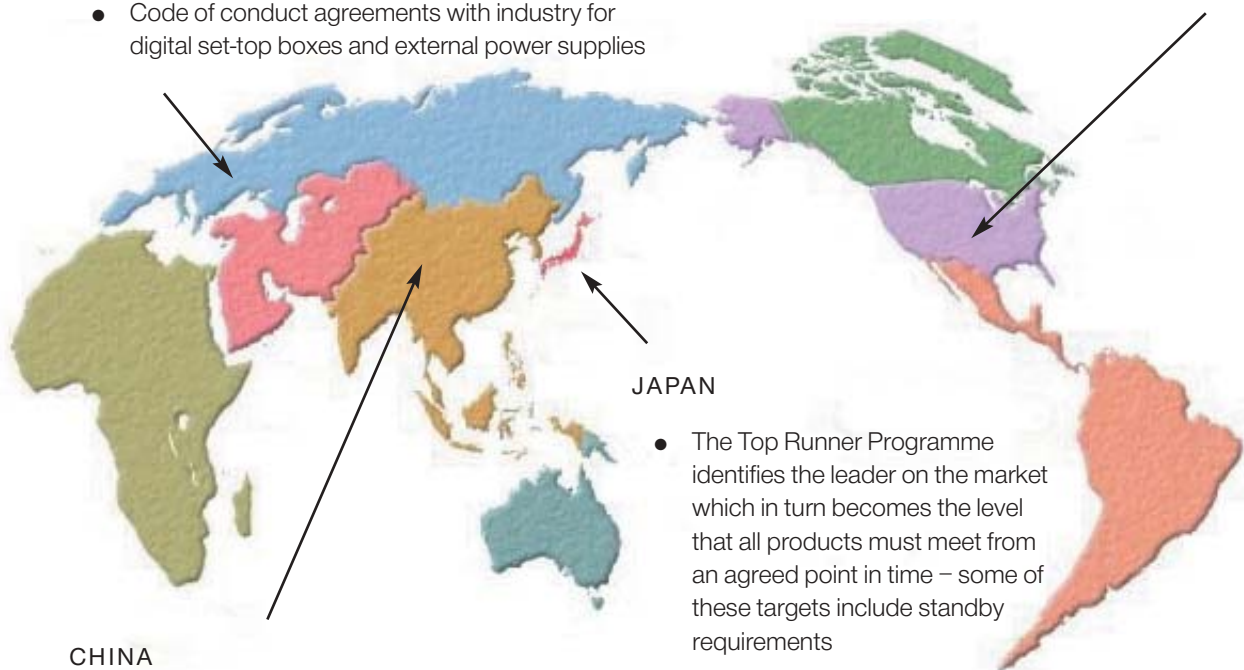 ● Code of conduct agreements with industry for
digital set-top boxes and external power supplies
JAPAN
● The Top Runner Programme
identifies the leader on the market
which in turn becomes the level
that all products must meet from
an agreed point in time – some of
these targets include standby
requirements
CHINA